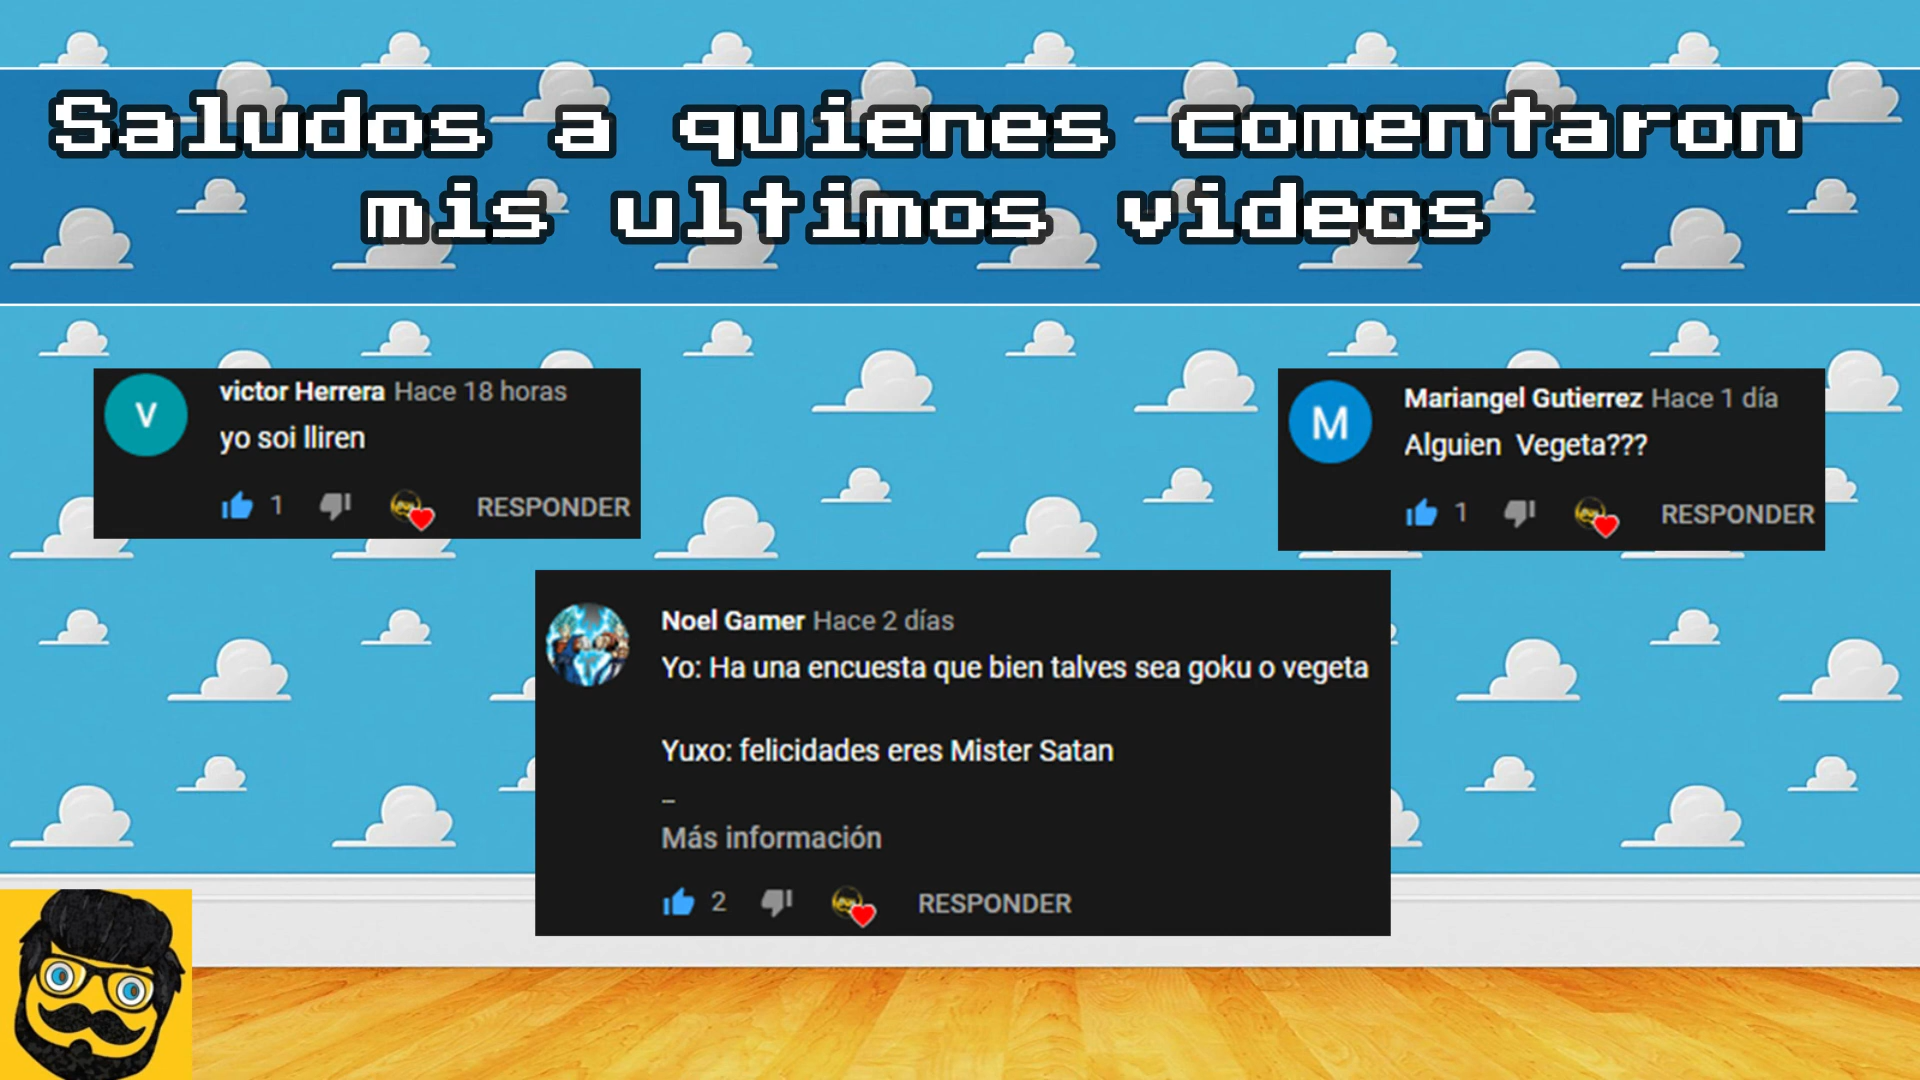 Saludos a quienes comentaron
mis ultimos videos
V
victor Herrera Hace 18 horas
yo soi lliren
1
RESPONDER
M
Mariangel Gutierrez Hace 1 día
Alguien Vegeta???
1
RESPONDER
Noel Gamer Hace 2 días
Yo: Ha una encuesta que bien talves sea goku o vegeta
Yuxo: felicidades eres Mister Satan
_
Más información
2
RESPONDER